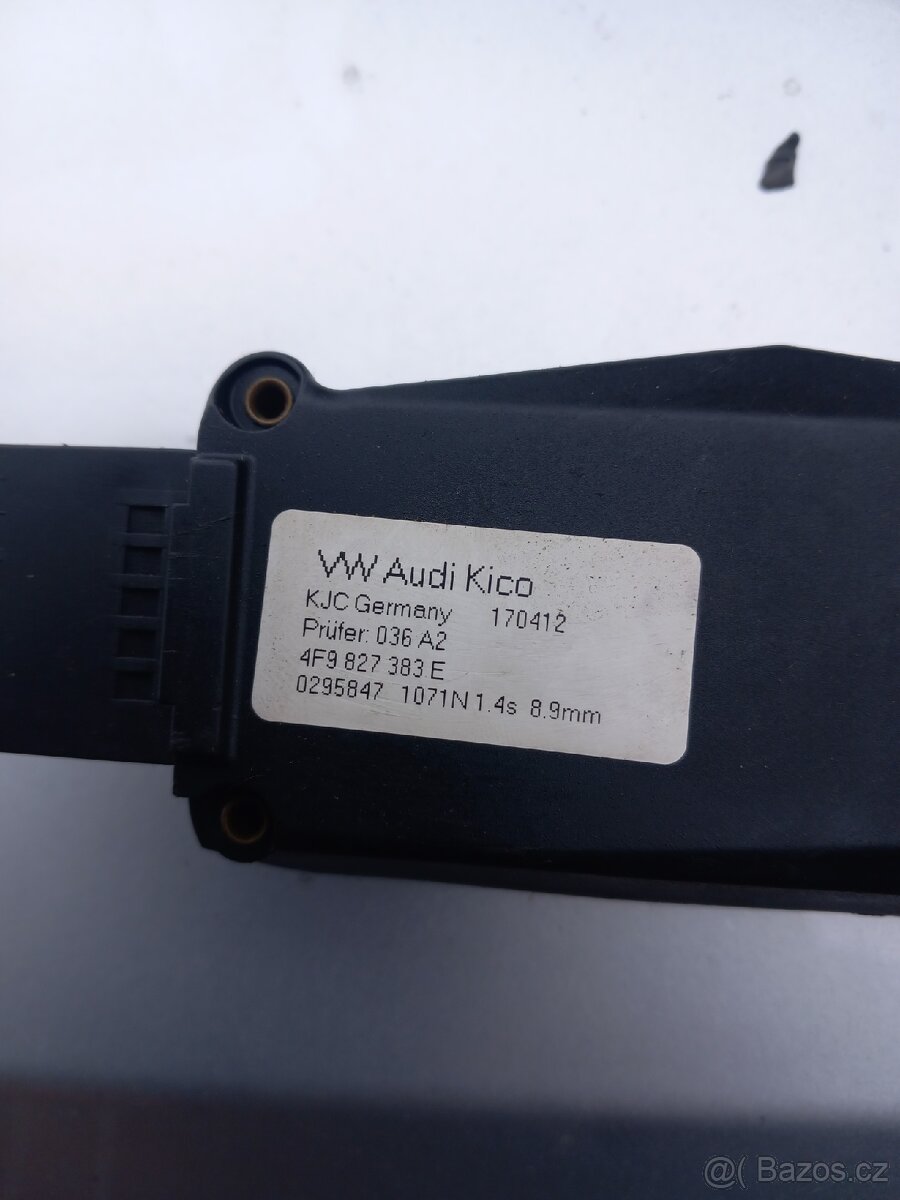 VW Audi Kico
KJC Germany 170412
Prüfer: 036 A2
4F9 827 383 E
0295847 1071N 1.4s 8.9mm
@( Bazos.cz